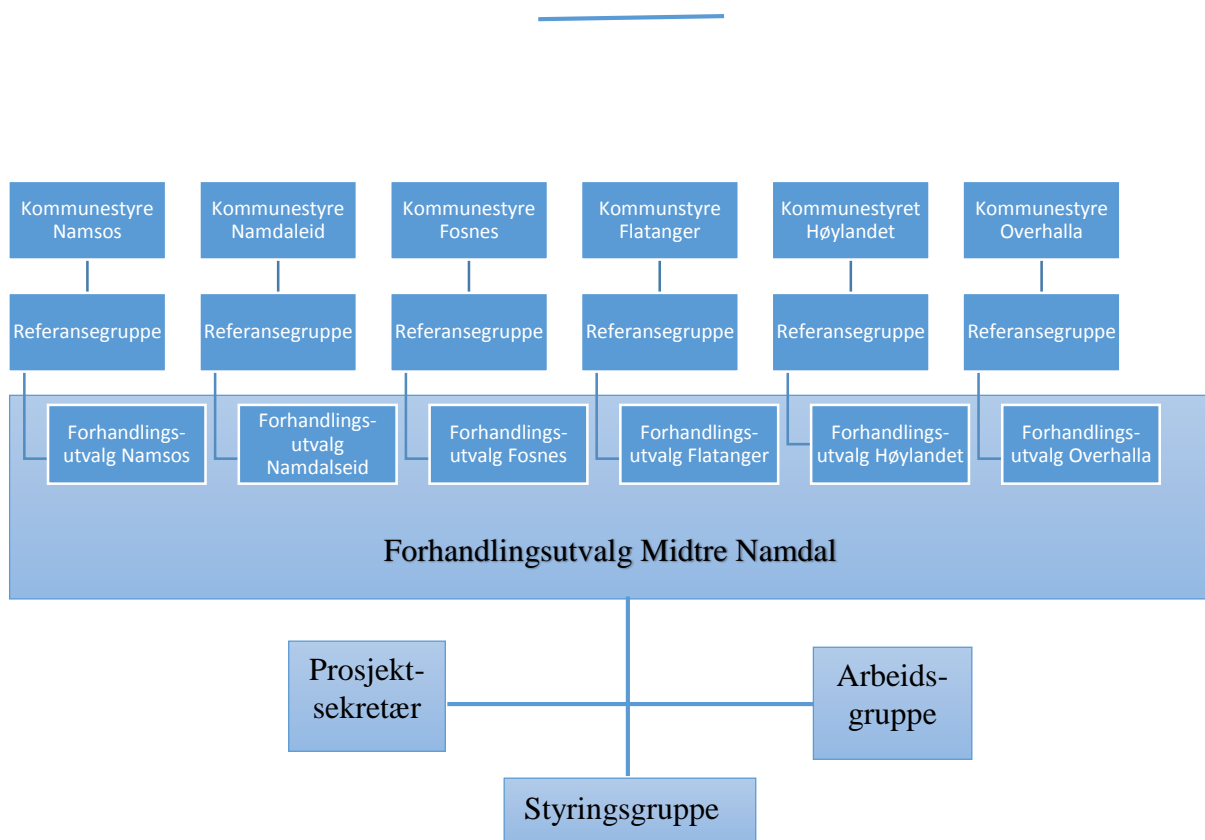 Kommunestyre
Namsos
Kommunestyre
Namdaleid
Kommunestyre
Fosnes
Kommunstyre
Flatanger
Kommunestyret
Høylandet
Kommunestyre
Overhalla
Referansegruppe
Referansegruppe
Referansegruppe
Referansegruppe
Referansegruppe
Referansegruppe
Forhandlings-
utvalg Namsos
Forhandlings-
utvalg
Namdalseid
Forhandlings-
utvalg Fosnes
Forhandlings-
utvalg Flatanger
Forhandlings-
utvalg Høylandet
Forhandlings-
utvalg Overhalla
Forhandlingsutvalg Midtre Namdal
Prosjekt-
sekretær
Arbeids-
gruppe
Styringsgruppe